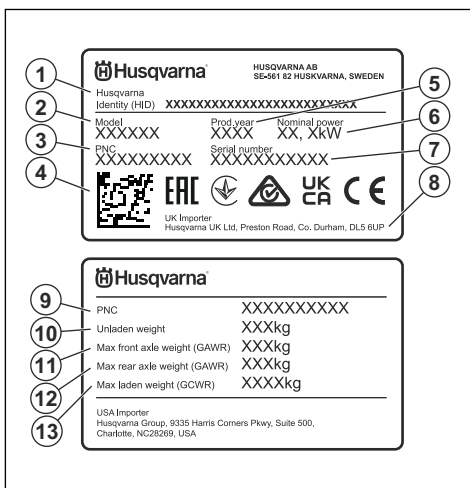 Husqvarna
HUSQVARNA AB
SE-561 82 HUSKVARNA, SWEDEN
1
5
Husqvarna
Identity (HID) XXXXXXXXXXXXXXXXXXXXXXXXX
2
Model Prod.year Nominal power
XXXXXX XXXX XX, XkW
6
3
PNC Serial number
XXXXXXXXX XXXXXXXXXXX
7
4
EAC UK CA CE
8
UK Importer
Husqvarna UK Ltd, Preston Road, Co. Durham, DL5 6UP
Husqvarna
9
PNC XXXXXXXXXX
10
Unladen weight XXXkg
11
Max front axle weight (GAWR) XXXkg
12
Max rear axle weight (GAWR) XXXkg
13
Max laden weight (GCWR) XXXXkg
USA Importer
Husqvarna Group, 9335 Harris Corners Pkwy, Suite 500,
Charlotte, NC28269, USA